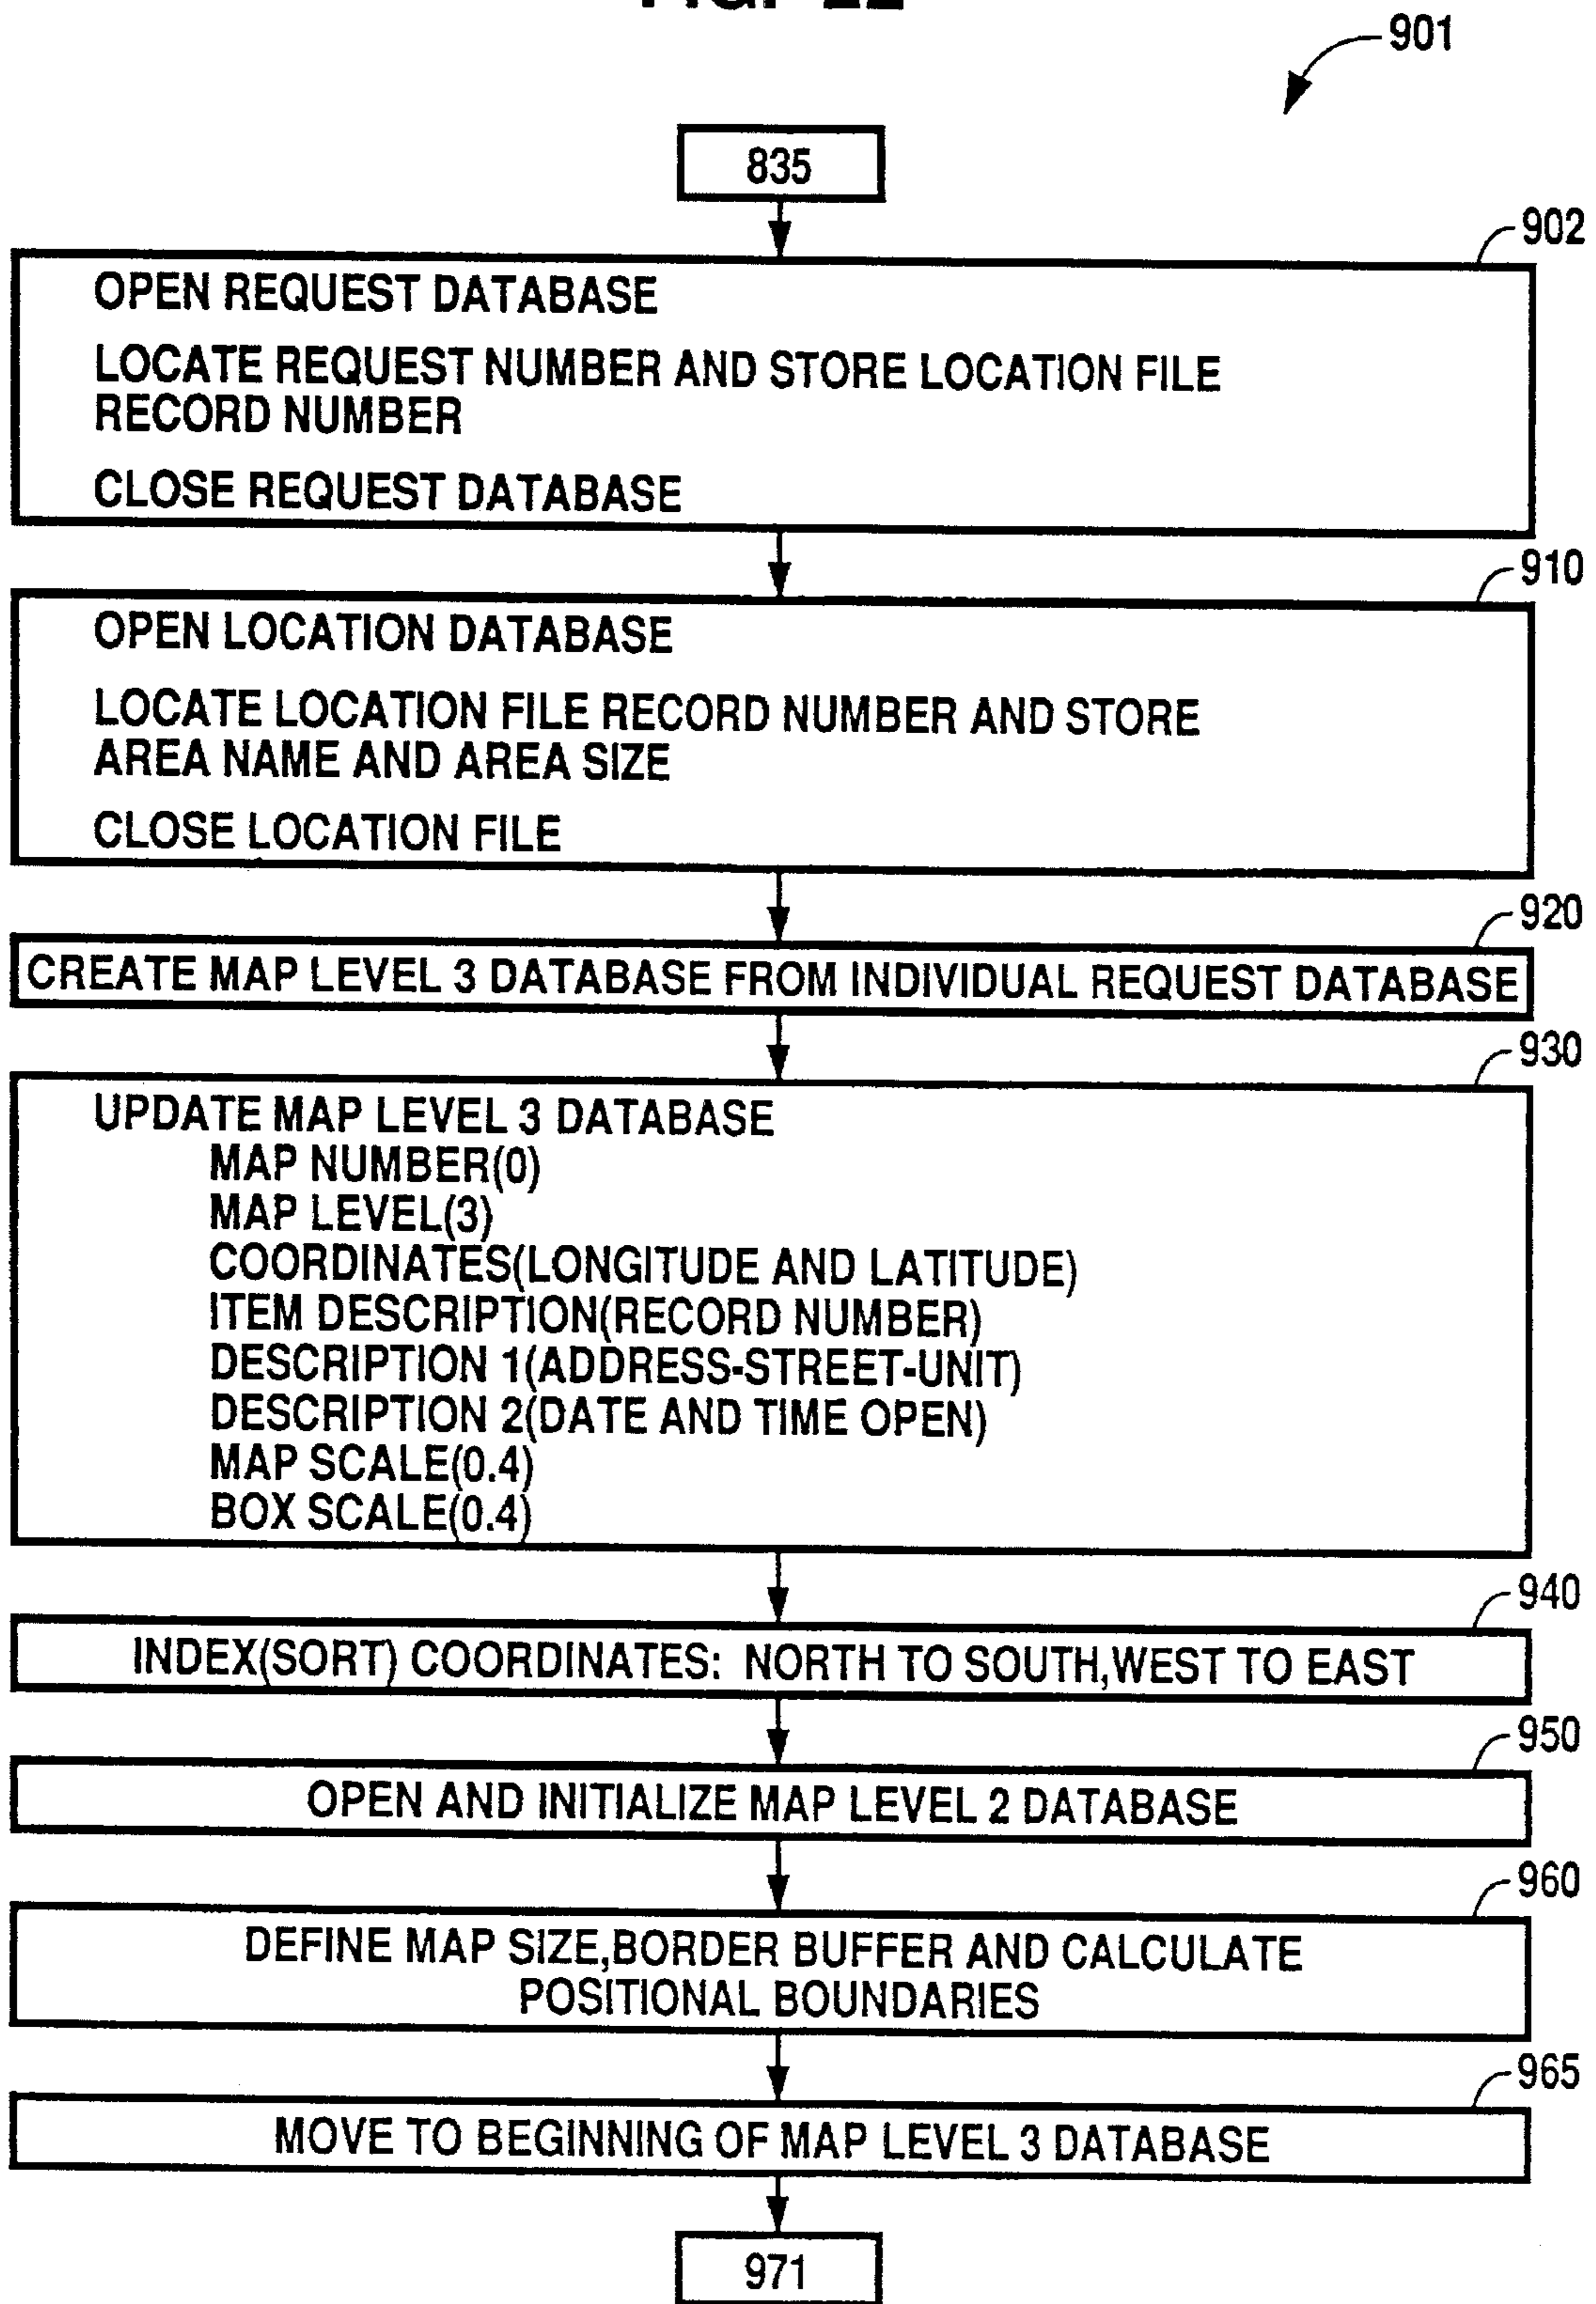 901
835
902
OPEN REQUEST DATABASE
LOCATE REQUEST NUMBER AND STORE LOCATION FILE
RECORD NUMBER
CLOSE REQUEST DATABASE
910
OPEN LOCATION DATABASE
LOCATE LOCATION FILE RECORD NUMBER AND STORE
AREA NAME AND AREA SIZE
CLOSE LOCATION FILE
920
CREATE MAP LEVEL 3 DATABASE FROM INDIVIDUAL REQUEST DATABASE
930
UPDATE MAP LEVEL 3 DATABASE
MAP NUMBER(0)
MAP LEVEL(3)
COORDINATES(LONGITUDE AND LATITUDE)
ITEM DESCRIPTION(RECORD NUMBER)
DESCRIPTION 1(ADDRESS-STREET-UNIT)
DESCRIPTION 2(DATE AND TIME OPEN)
MAP SCALE(0.4)
BOX SCALE(0.4)
940
INDEX(SORT) COORDINATES: NORTH TO SOUTH,WEST TO EAST
950
OPEN AND INITIALIZE MAP LEVEL 2 DATABASE
960
DEFINE MAP SIZE,BORDER BUFFER AND CALCULATE
POSITIONAL BOUNDARIES
965
MOVE TO BEGINNING OF MAP LEVEL 3 DATABASE
971